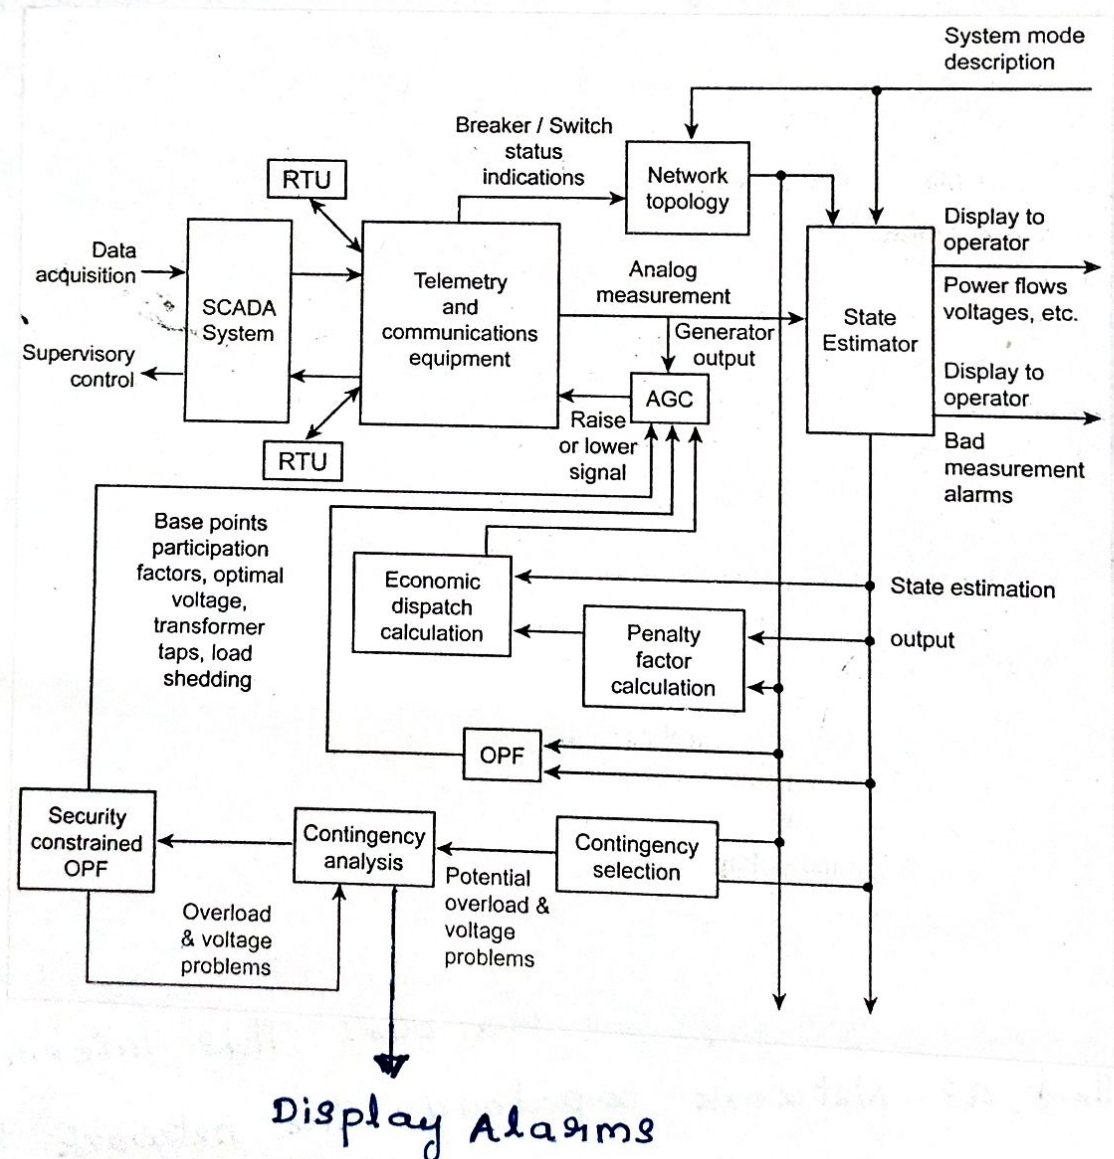 System mode
description
Breaker / Switch
status
indications
RTU
Network
topology
Data
acquisition
SCADA
System
Telemetry
and
communications
equipment
Analog
measurement
Generator
output
State
Estimator
Display to
operator
Power flows
voltages, etc.
Supervisory
control
Display to
operator
Bad
measurement
alarms
AGC
Raise
or lower
signal
RTU
Base points
participation
factors, optimal
voltage,
transformer
taps, load
shedding
Economic
dispatch
calculation
State estimation
output
Penalty
factor
calculation
OPF
Security
constrained
OPF
Contingency
analysis
Contingency
selection
Potential
overload &
voltage
problems
Overload
& voltage
problems
Display Alarms